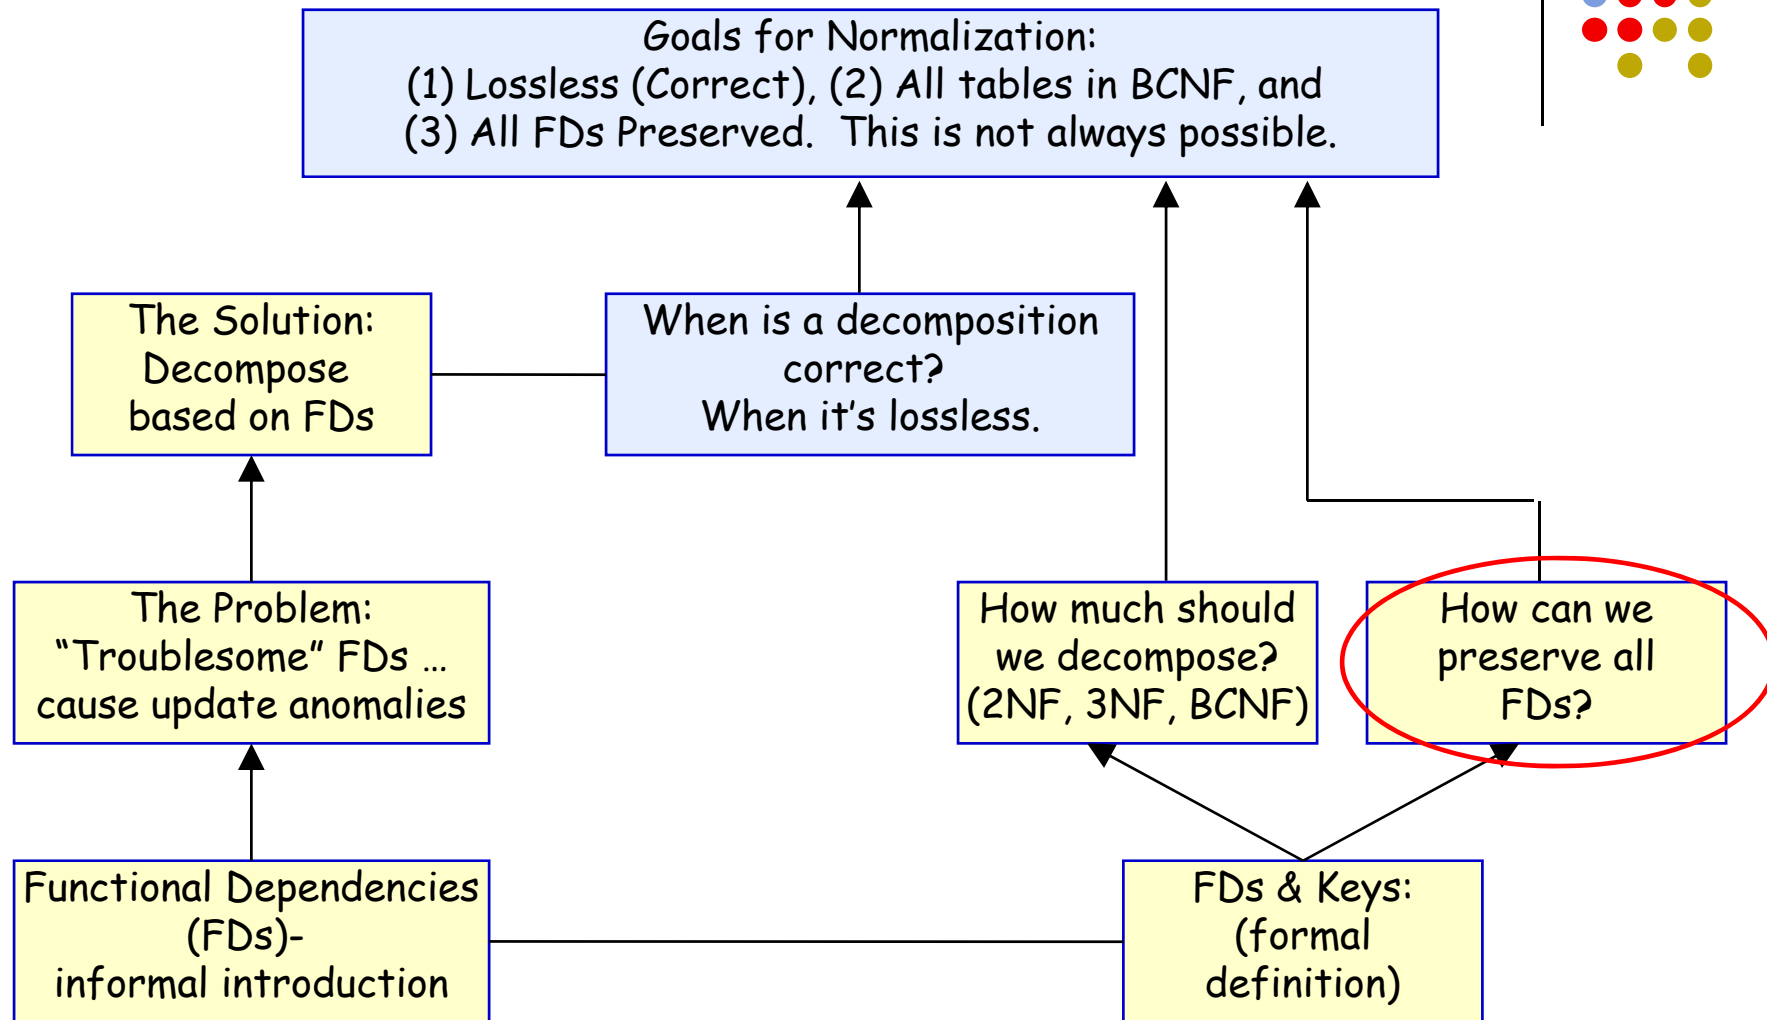 Goals for Normalization:
(1) Lossless (Correct), (2) All tables in BCNF, and
(3) All FDs Preserved.  This is not always possible.
The Solution:
Decompose
based on FDs
When is a decomposition
correct?
When it's lossless.
The Problem:
“Troublesome” FDs …
cause update anomalies
How much should
we decompose?
(2NF, 3NF, BCNF)
How can we
preserve all
FDs?
Functional Dependencies
(FDs)-
informal introduction
FDs & Keys:
(formal
definition)